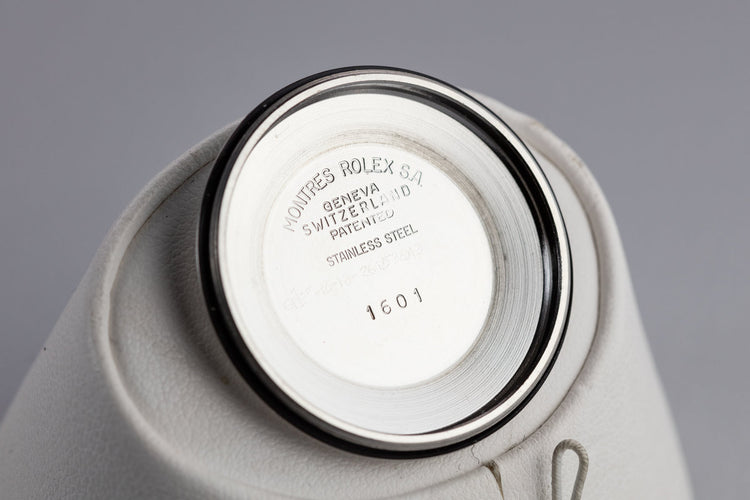 MONTRES ROLEX S.A.
GENEVA
SWITZERLAND
PATENTED
STAINLESS STEEL
1601